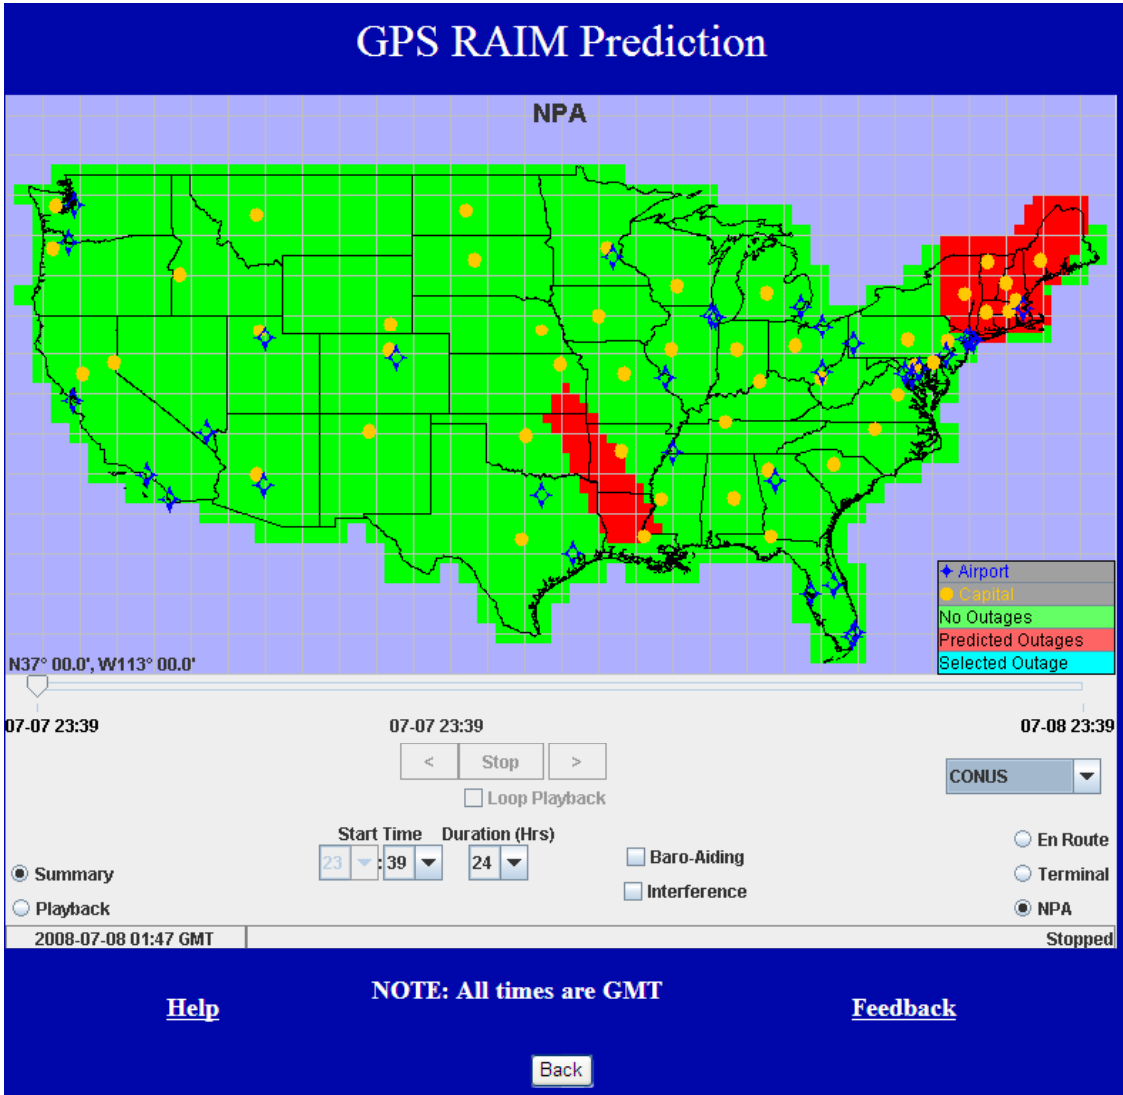 GPS RAIM Prediction
NPA
Airport
Capital
No Outages
Predicted Outages
Selected Outage
N37° 00.0', W113° 00.0'
07-07 23:39 07-07 23:39 07-08 23:39
< Stop >
CONUS
Loop Playback
Start Time Duration (Hrs)
23 : 39 24
Baro-Aiding
Interference
En Route
Terminal
NPA
Summary
Playback
2008-07-08 01:47 GMT Stopped
NOTE: All times are GMT
Help Feedback
Back